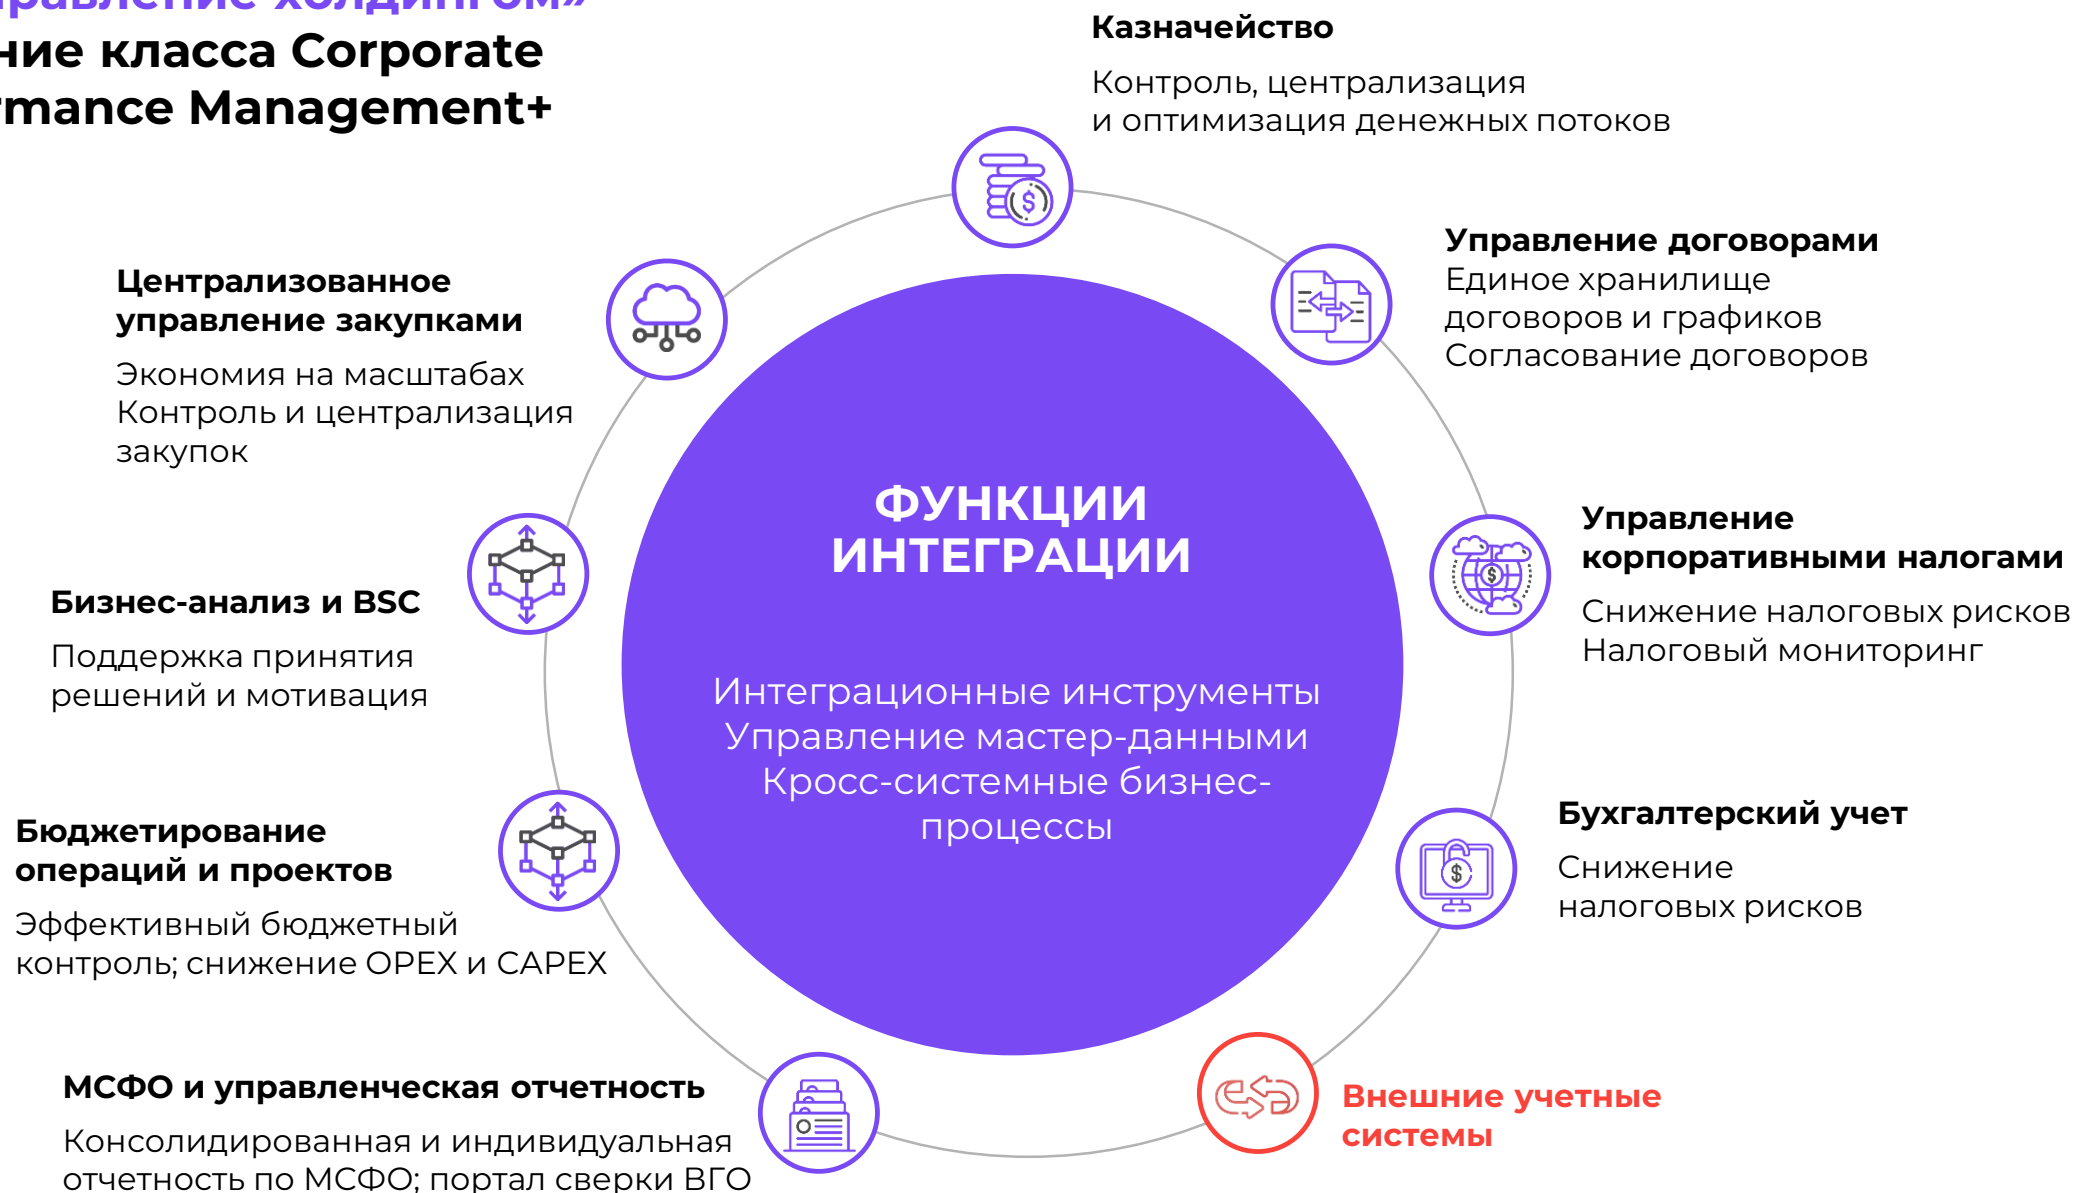 правление холдингом»
ние класса Corporate
rmance Management+
Казначейство
Контроль, централизация
и оптимизация денежных потоков
Управление договорами
Единое хранилище
договоров и графиков
Согласование договоров
Централизованное
управление закупками
Экономия на масштабах
Контроль и централизация
закупок
ФУНКЦИИ
ИНТЕГРАЦИИ
Интеграционные инструменты
Управление мастер-данными
Кросс-системные бизнес-
процессы
Управление
корпоративными налогами
Снижение налоговых рисков
Налоговый мониторинг
Бизнес-анализ и BSC
Поддержка принятия
решений и мотивация
Бухгалтерский учет
Снижение
налоговых рисков
Бюджетирование
операций и проектов
Эффективный бюджетный
контроль; снижение OPEX и CAPEX
МСФО и управленческая отчетность
Консолидированная и индивидуальная
отчетность по МСФО; портал сверки ВГО
Внешние учетные
системы